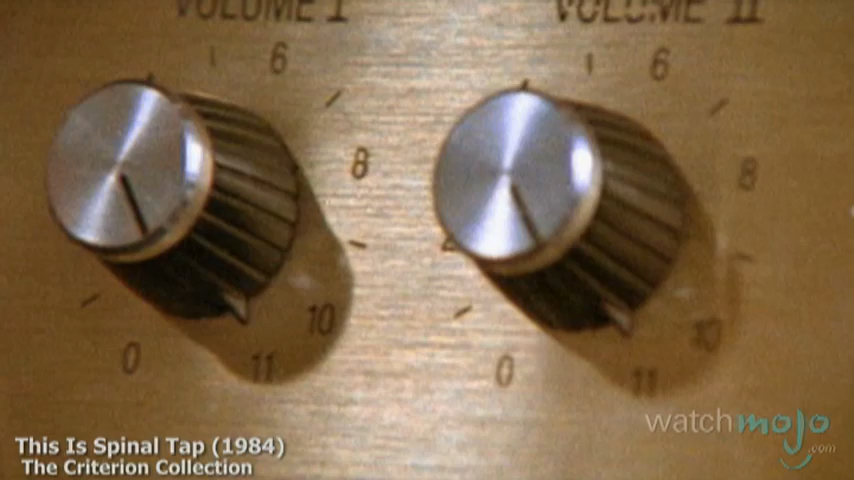 VOLUME I
VOLUME II
6
6
8
8
10
10
0
11
0
11
This Is Spinal Tap (1984)
The Criterion Collection
watchmojo
.com